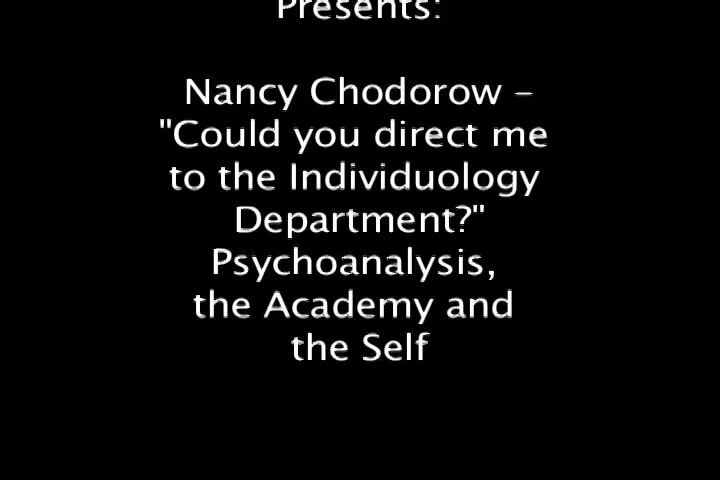 Presents:
Nancy Chodorow –
"Could you direct me
to the Individuology
Department?"
Psychoanalysis,
the Academy and
the Self